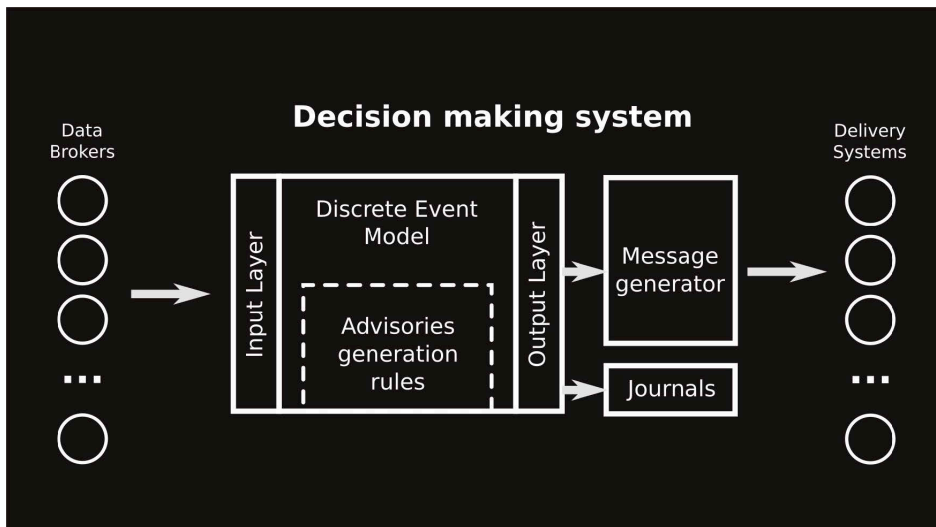 Decision making system
Data
Brokers
Delivery
Systems
Input Layer
Discrete Event
Model
Advisories
generation
rules
Output Layer
Message
generator
Journals
...
...